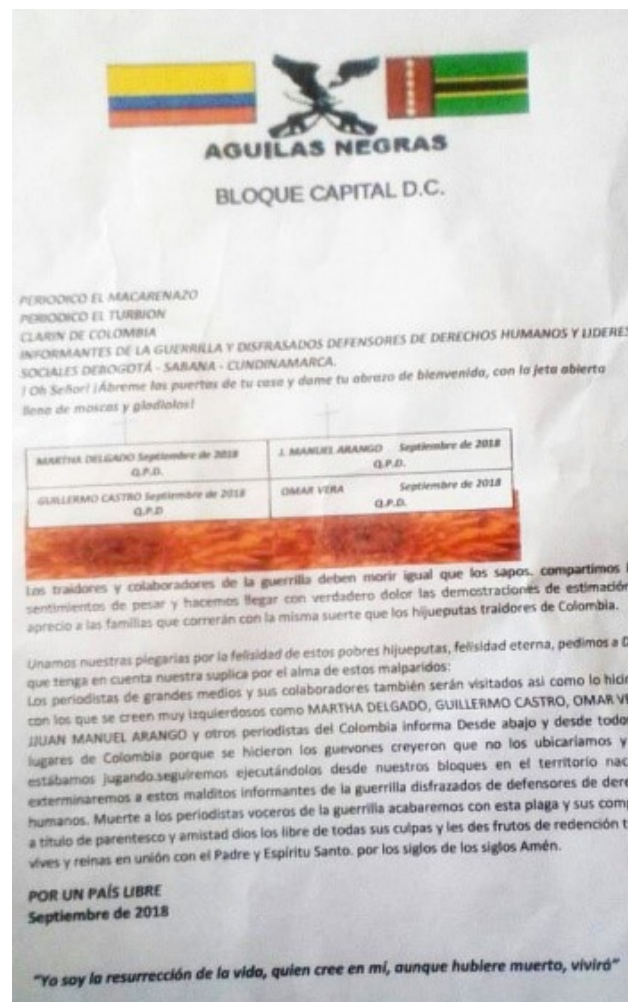 AGUILAS NEGRAS
BLOQUE CAPITAL D.C.
PERIODICO EL MACARENAZO
PERIODICO EL TURBION
CLARIN DE COLOMBIA
INFORMANTES DE LA GUERRILLA Y DISFRASADOS DEFENSORES DE DERECHOS HUMANOS Y LIDERES
SOCIALES DEBOGOTÁ - SABANA - CUNDINAMARCA.
¡ Oh Señor! ¡Ábreme las puertas de tu casa y dame tu abrazo de bienvenida, con la jeta abierta
llena de moscas y gladiolos!
MARTHA DELGADO Septiembre de 2018
Q.P.D.
J. MANUEL ARANGO Septiembre de 2018
Q.P.D.
GUILLERMO CASTRO Septiembre de 2018
Q.P.D
OMAR VERA Septiembre de 2018
Q.P.D.
Los traidores y colaboradores de la guerrilla deben morir igual que los sapos. compartimos
sentimientos de pesar y hacemos llegar con verdadero dolor las demostraciones de estimación
aprecio a las familias que correrán con la misma suerte que los hijueputas traidores de Colombia.
Unamos nuestras plegarias por la felisidad de estos pobres hijueputas, felisidad eterna, pedimos a
que tenga en cuenta nuestra suplica por el alma de estos malparidos:
Los periodistas de grandes medios y sus colaboradores también serán visitados asi como lo
con los que se creen muy izquierdosos como MARTHA DELGADO, GUILLERMO CASTRO, OMAR
JJUAN MANUEL ARANGO y otros periodistas del Colombia informa Desde abajo y desde
lugares de Colombia porque se hicieron los guevones creyeron que no los ubicaríamos y
estábamos jugando.seguiremos ejecutándolos desde nuestros bloques en el territorio
exterminaremos a estos malditos informantes de la guerrilla disfrazados de defensores de
humanos. Muerte a los periodistas voceros de la guerrilla acabaremos con esta plaga y sus
a título de parentesco y amistad dios los libre de todas sus culpas y les des frutos de redención
vives y reinas en unión con el Padre y Espíritu Santo. por los siglos de los siglos Amén.
POR UN PAÍS LIBRE
Septiembre de 2018
"Yo soy la resurrección de la vida, quien cree en mí, aunque hubiere muerto, vivirá"